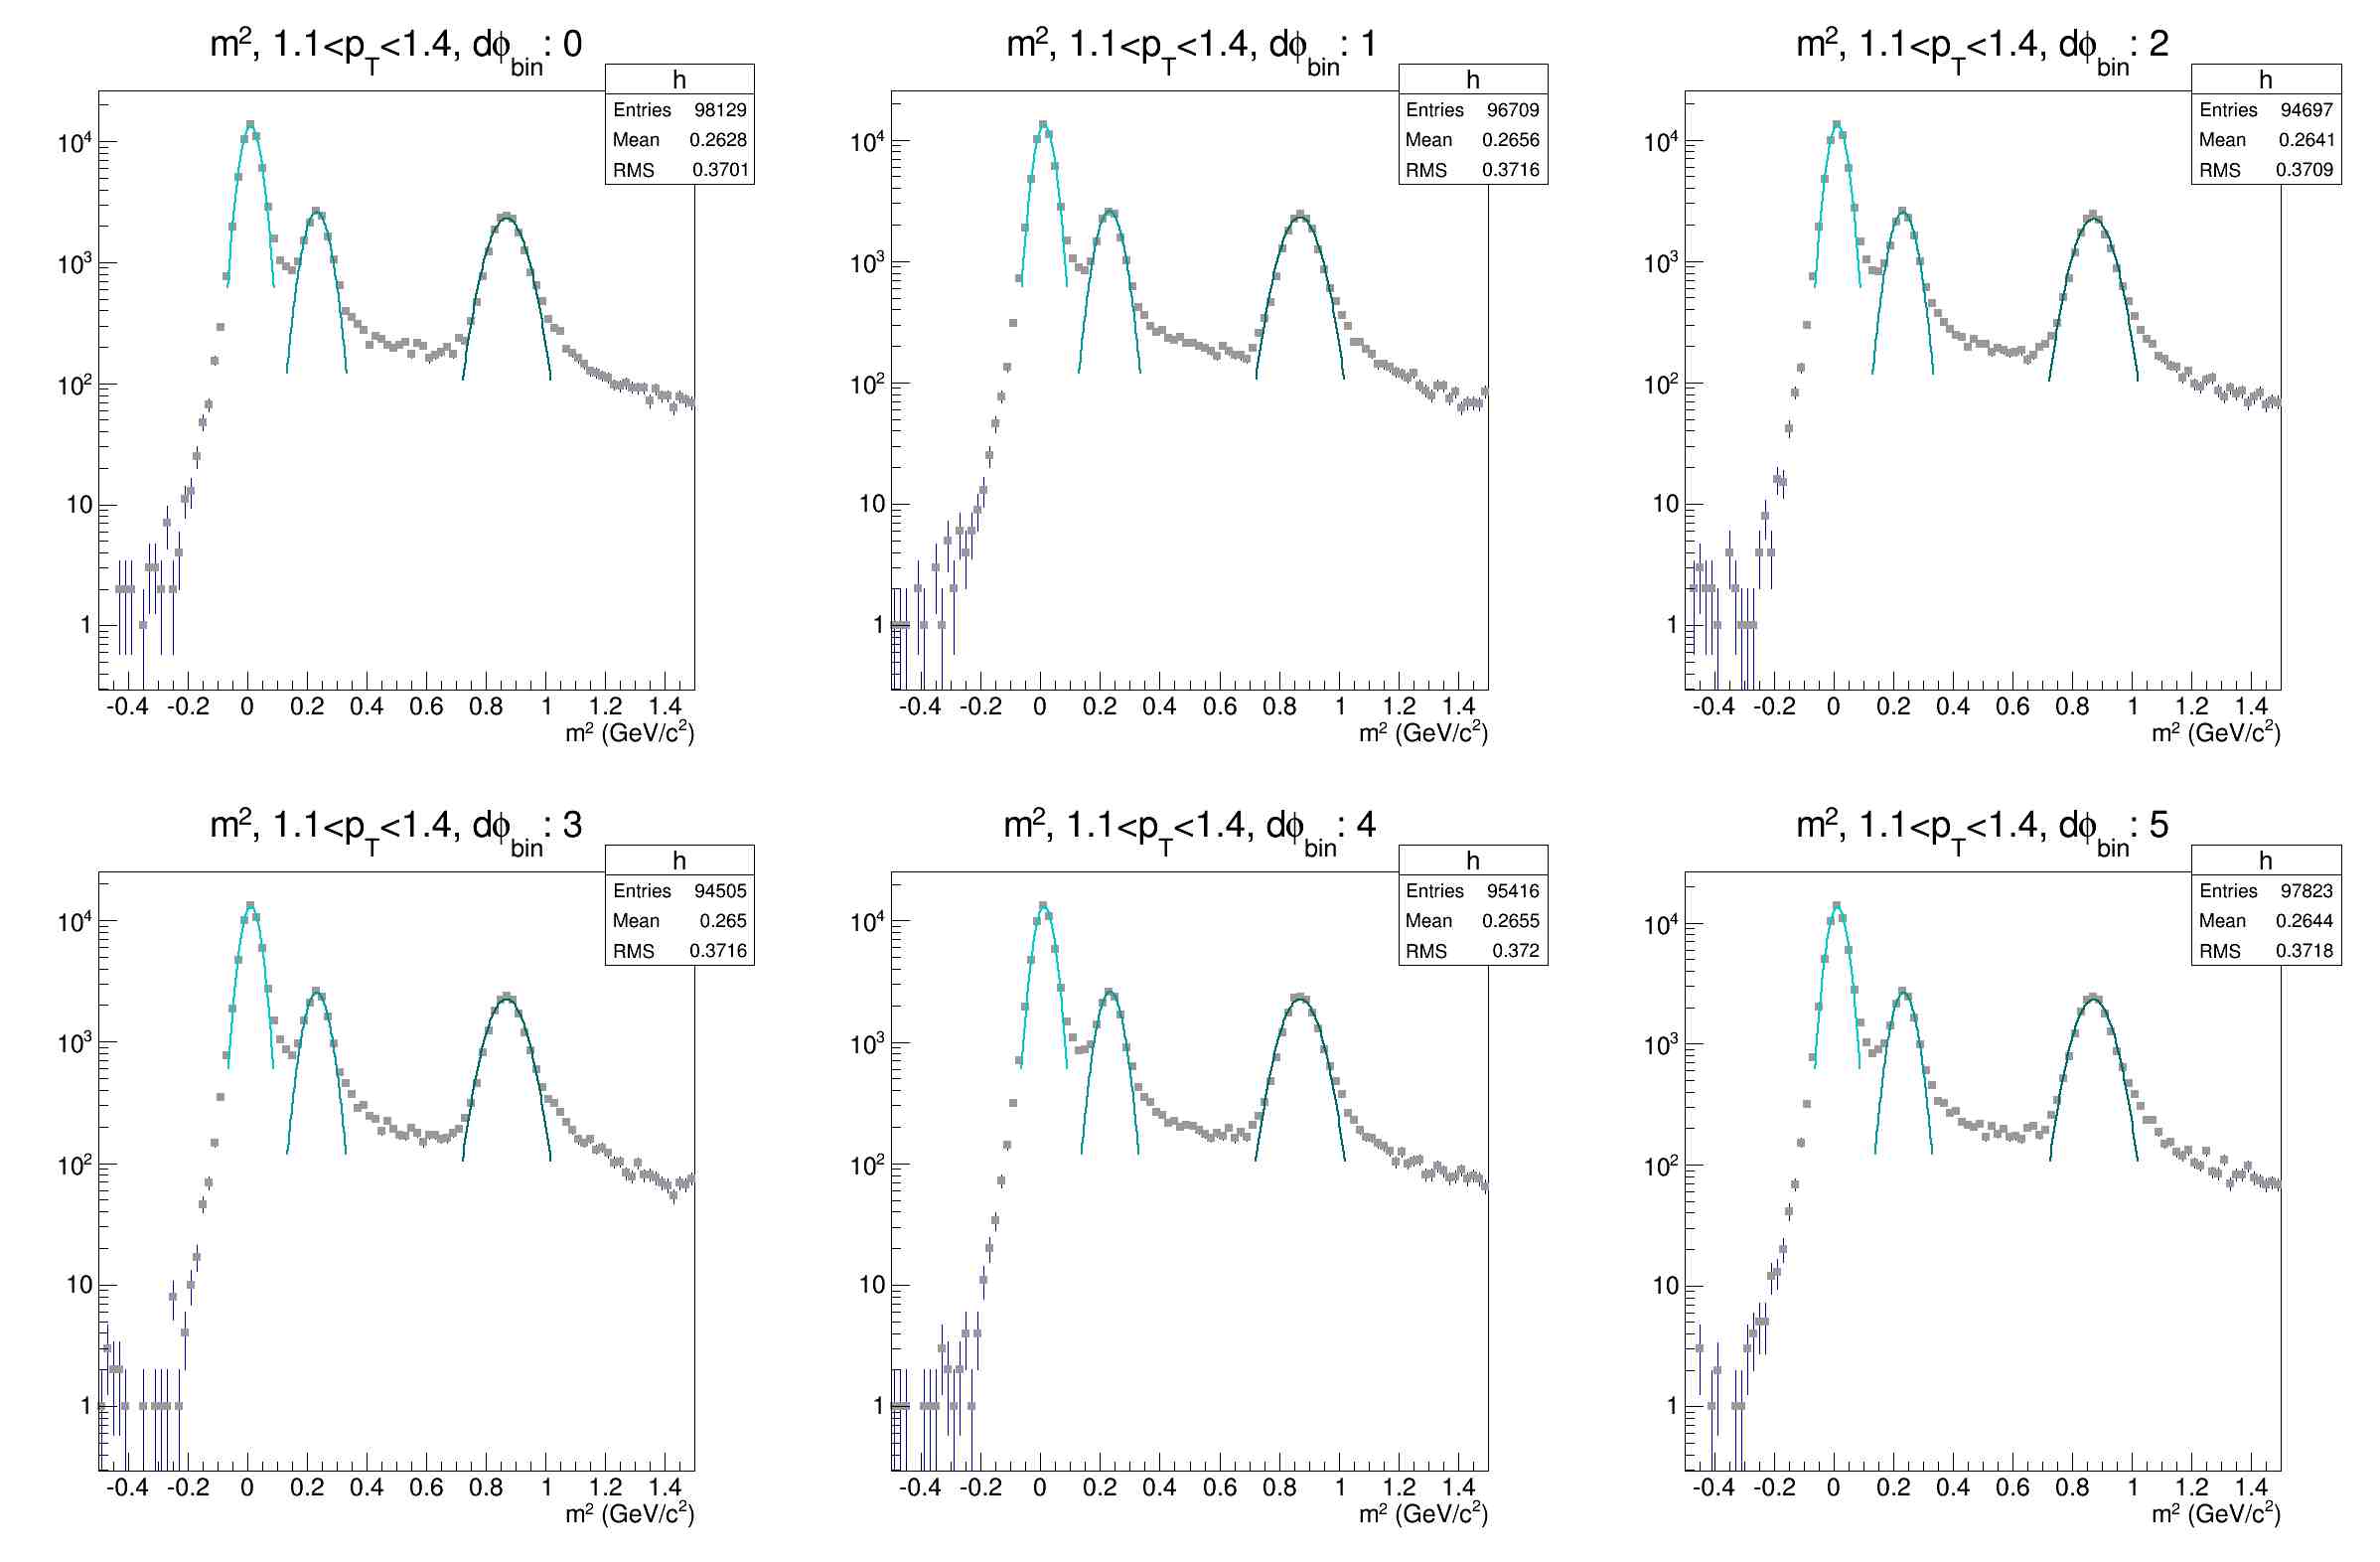 m², 1.1<p_T<1.4, dϕ_bin: 0
h
Entries 98129
Mean 0.2628
RMS 0.3701
10⁴
10³
10²
10
1
-0.4 -0.2 0 0.2 0.4 0.6 0.8 1 1.2 1.4
m² (GeV/c²)
m², 1.1<p_T<1.4, dϕ_bin: 1
h
Entries 96709
Mean 0.2656
RMS 0.3716
10⁴
10³
10²
10
1
-0.4 -0.2 0 0.2 0.4 0.6 0.8 1 1.2 1.4
m² (GeV/c²)
m², 1.1<p_T<1.4, dϕ_bin: 2
h
Entries 94697
Mean 0.2641
RMS 0.3709
10⁴
10³
10²
10
1
-0.4 -0.2 0 0.2 0.4 0.6 0.8 1 1.2 1.4
m² (GeV/c²)
m², 1.1<p_T<1.4, dϕ_bin: 3
h
Entries 94505
Mean 0.265
RMS 0.3716
10⁴
10³
10²
10
1
-0.4 -0.2 0 0.2 0.4 0.6 0.8 1 1.2 1.4
m² (GeV/c²)
m², 1.1<p_T<1.4, dϕ_bin: 4
h
Entries 95416
Mean 0.2655
RMS 0.372
10⁴
10³
10²
10
1
-0.4 -0.2 0 0.2 0.4 0.6 0.8 1 1.2 1.4
m² (GeV/c²)
m², 1.1<p_T<1.4, dϕ_bin: 5
h
Entries 97823
Mean 0.2644
RMS 0.3718
10⁴
10³
10²
10
1
-0.4 -0.2 0 0.2 0.4 0.6 0.8 1 1.2 1.4
m² (GeV/c²)